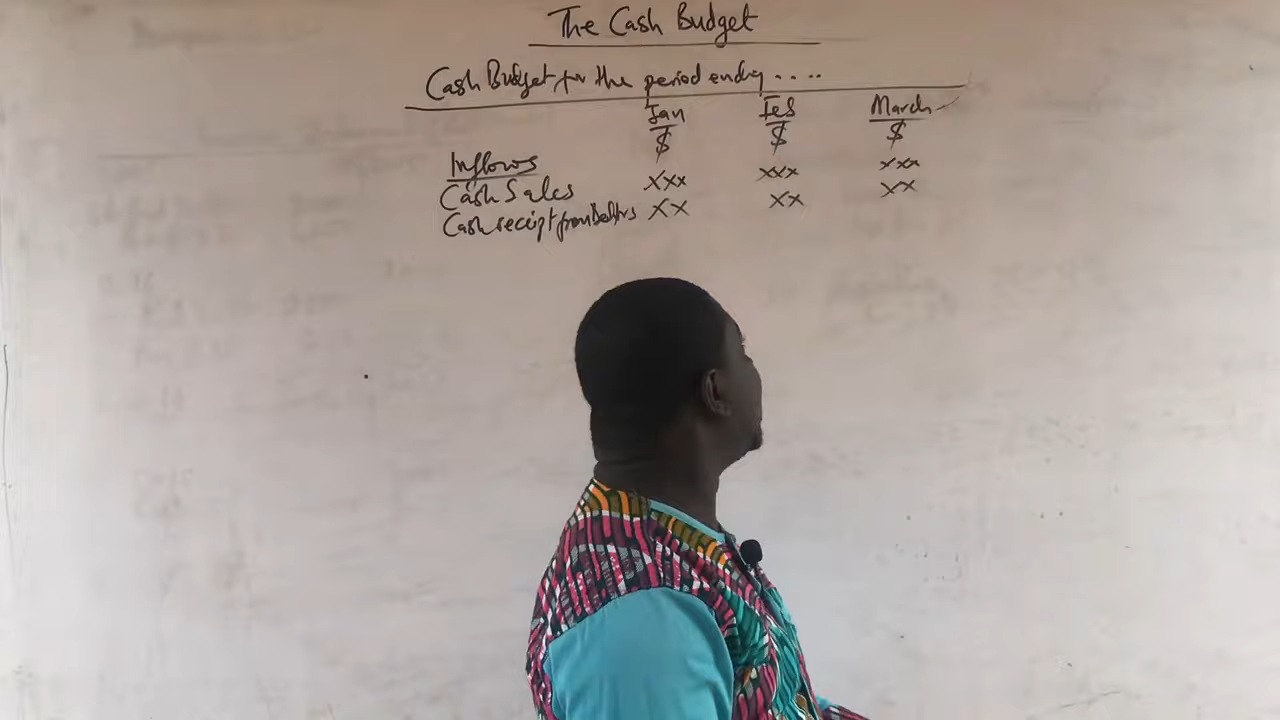 The Cash Budget
Cash Budget for the period ending ....
Jan Feb March
$ $ $
Inflows
Cash Sales xxx xxx xxx
Cash receipt from Debtors xx xx xx